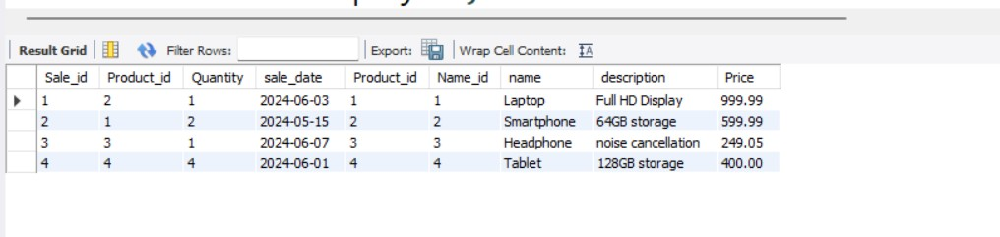 Result Grid Filter Rows: Export: Wrap Cell Content:
Sale_id Product_id Quantity sale_date Product_id Name_id name description Price
1 2 1 2024-06-03 1 1 Laptop Full HD Display 999.99
2 1 2 2024-05-15 2 2 Smartphone 64GB storage 599.99
3 3 1 2024-06-07 3 3 Headphone noise cancellation 249.05
4 4 4 2024-06-01 4 4 Tablet 128GB storage 400.00